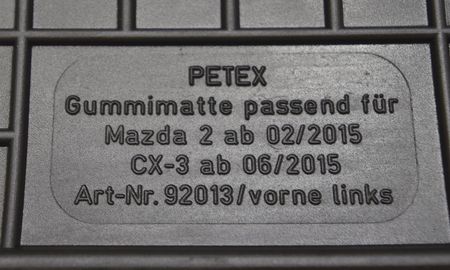 PETEX
Gummimatte passend für
Mazda 2 ab 02/2015
CX-3 ab 06/2015
Art-Nr. 92013/vorne links